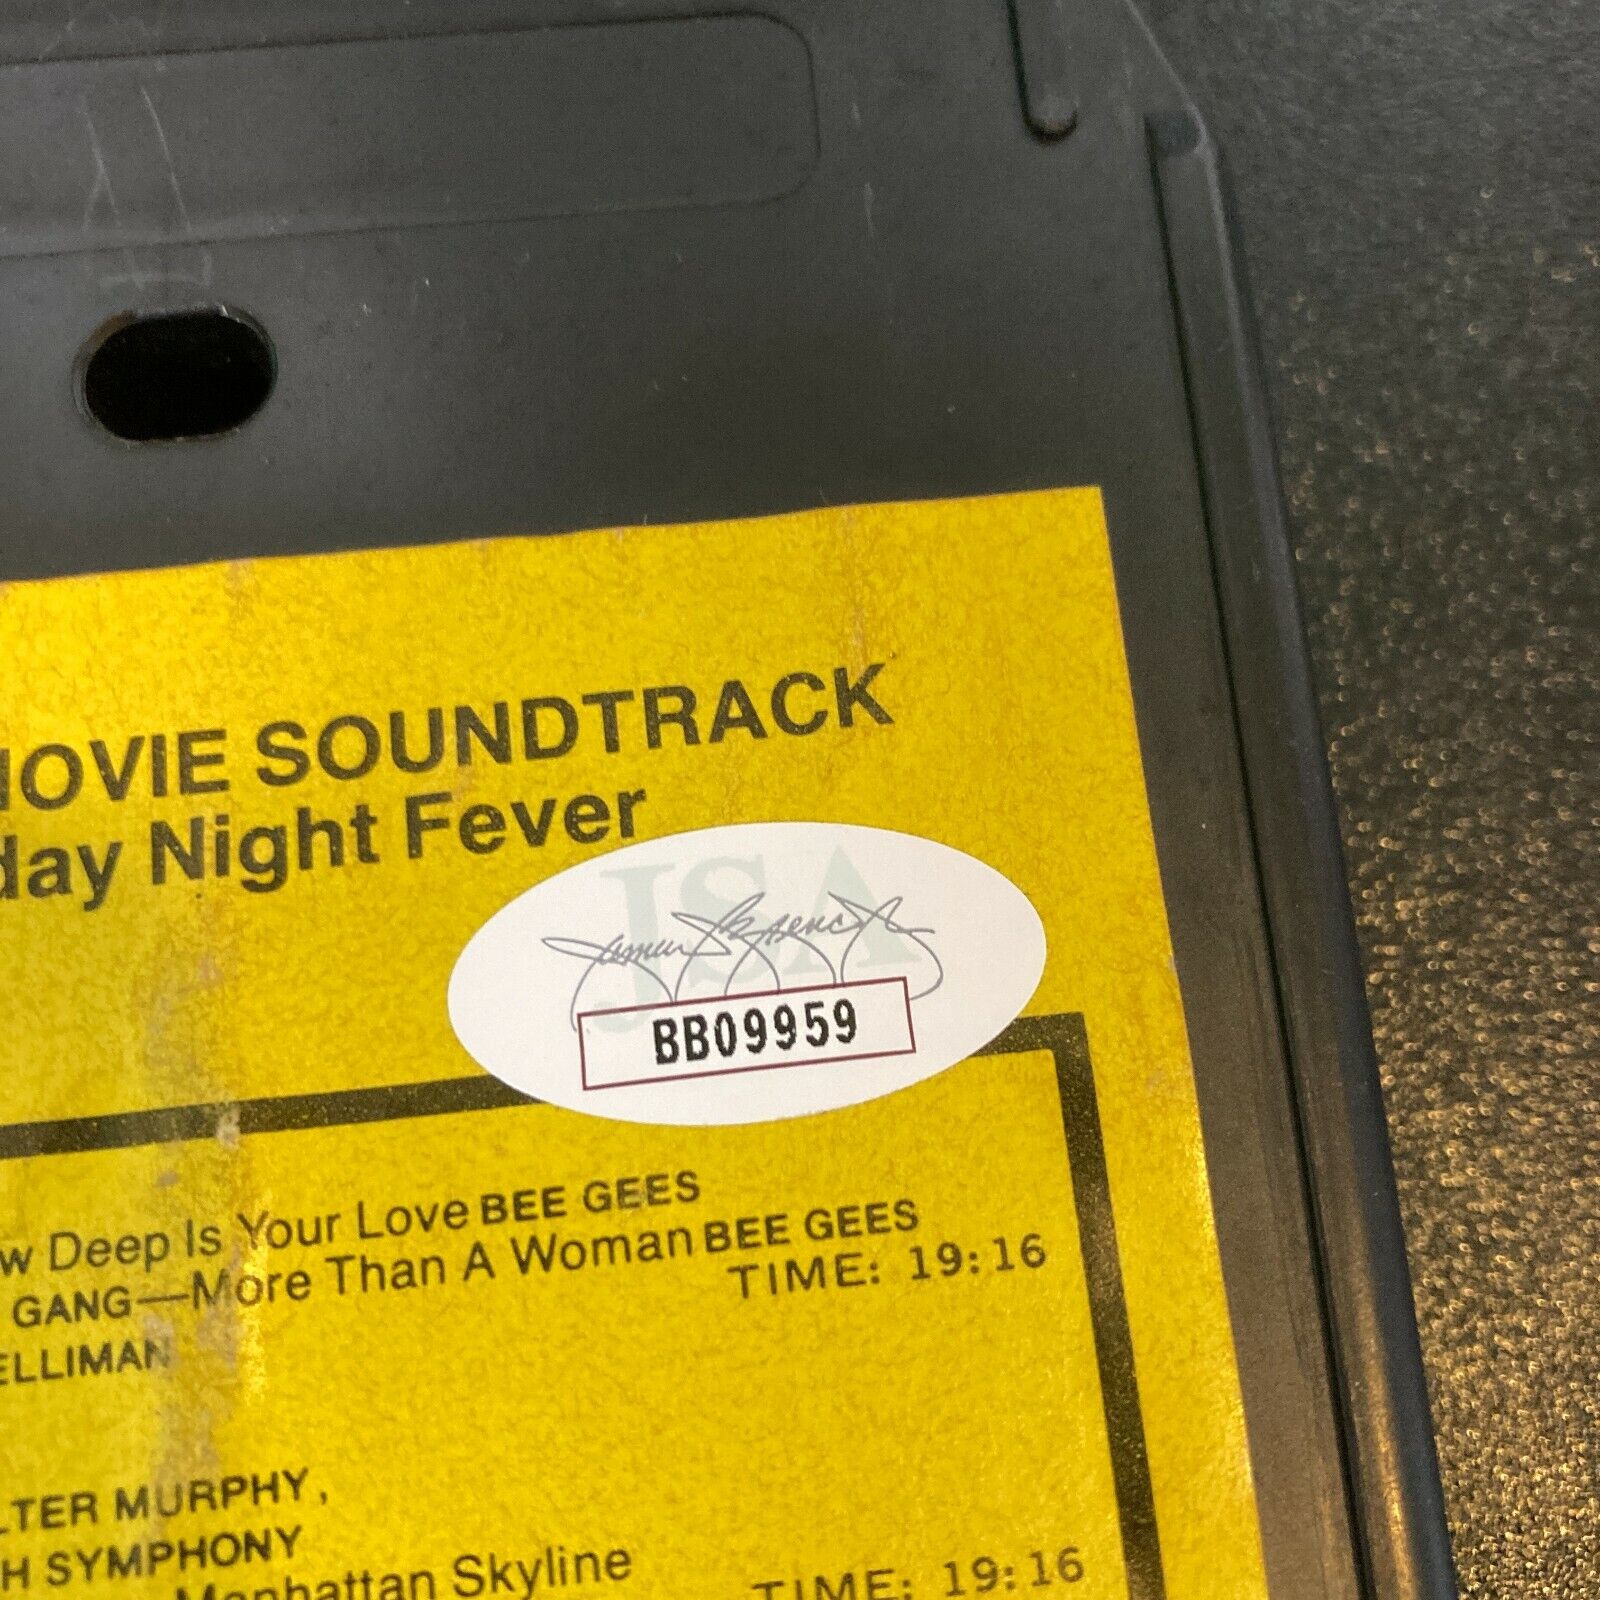 MOVIE SOUNDTRACK
day Night Fever
JSA
BB09959
w Deep Is Your Love BEE GEES
GANG—More Than A Woman BEE GEES
TIME: 19:16
ELLIMAN
LTER MURPHY,
H SYMPHONY
Manhattan Skyline
TIME: 19:16